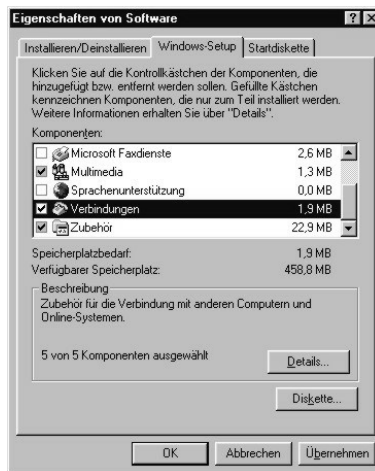 Eigenschaften von Software
Installieren/Deinstallieren Windows-Setup Startdiskette
Klicken Sie auf die Kontrollkästchen der Komponenten, die
hinzugefügt bzw. entfernt werden sollen. Gefüllte Kästchen
kennzeichnen Komponenten, die nur zum Teil installiert werden.
Weitere Informationen erhalten Sie über "Details".
Komponenten:
Microsoft Faxdienste 2,6 MB
Multimedia 1,3 MB
Sprachenunterstützung 0,0 MB
Verbindungen 1,9 MB
Zubehör 22,9 MB
Speicherplatzbedarf: 1,9 MB
Verfügbarer Speicherplatz: 458,8 MB
Beschreibung
Zubehör für die Verbindung mit anderen Computern und
Online-Systemen.
5 von 5 Komponenten ausgewählt
Details...
Diskette...
OK Abbrechen Übernehmen